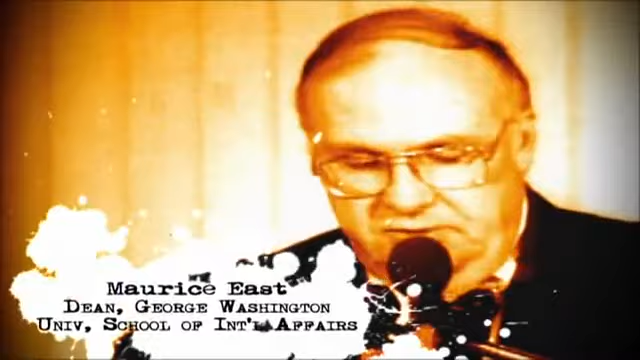 Maurice East
Dean, George Washington
Univ, School of Int'l Affairs